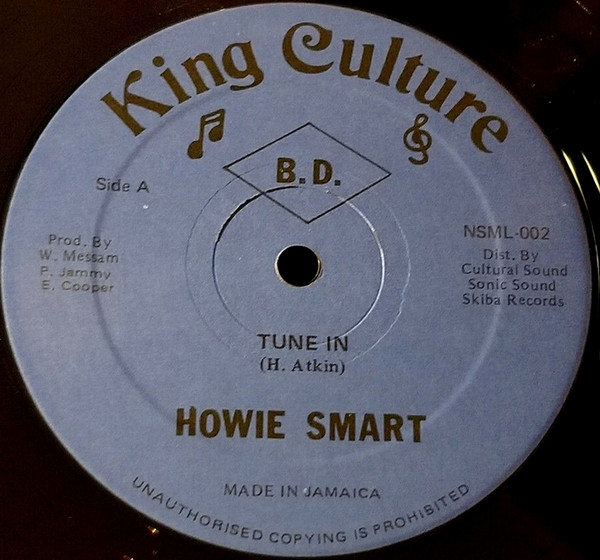 King Culture
B.D.
Side A
Prod. By
W. Messam
P. Jammy
E. Cooper
NSML-002
Dist. By
Cultural Sound
Sonic Sound
Skiba Records
TUNE IN
(H. Atkin)
HOWIE SMART
MADE IN JAMAICA
UNAUTHORISED COPYING IS PROHIBITED